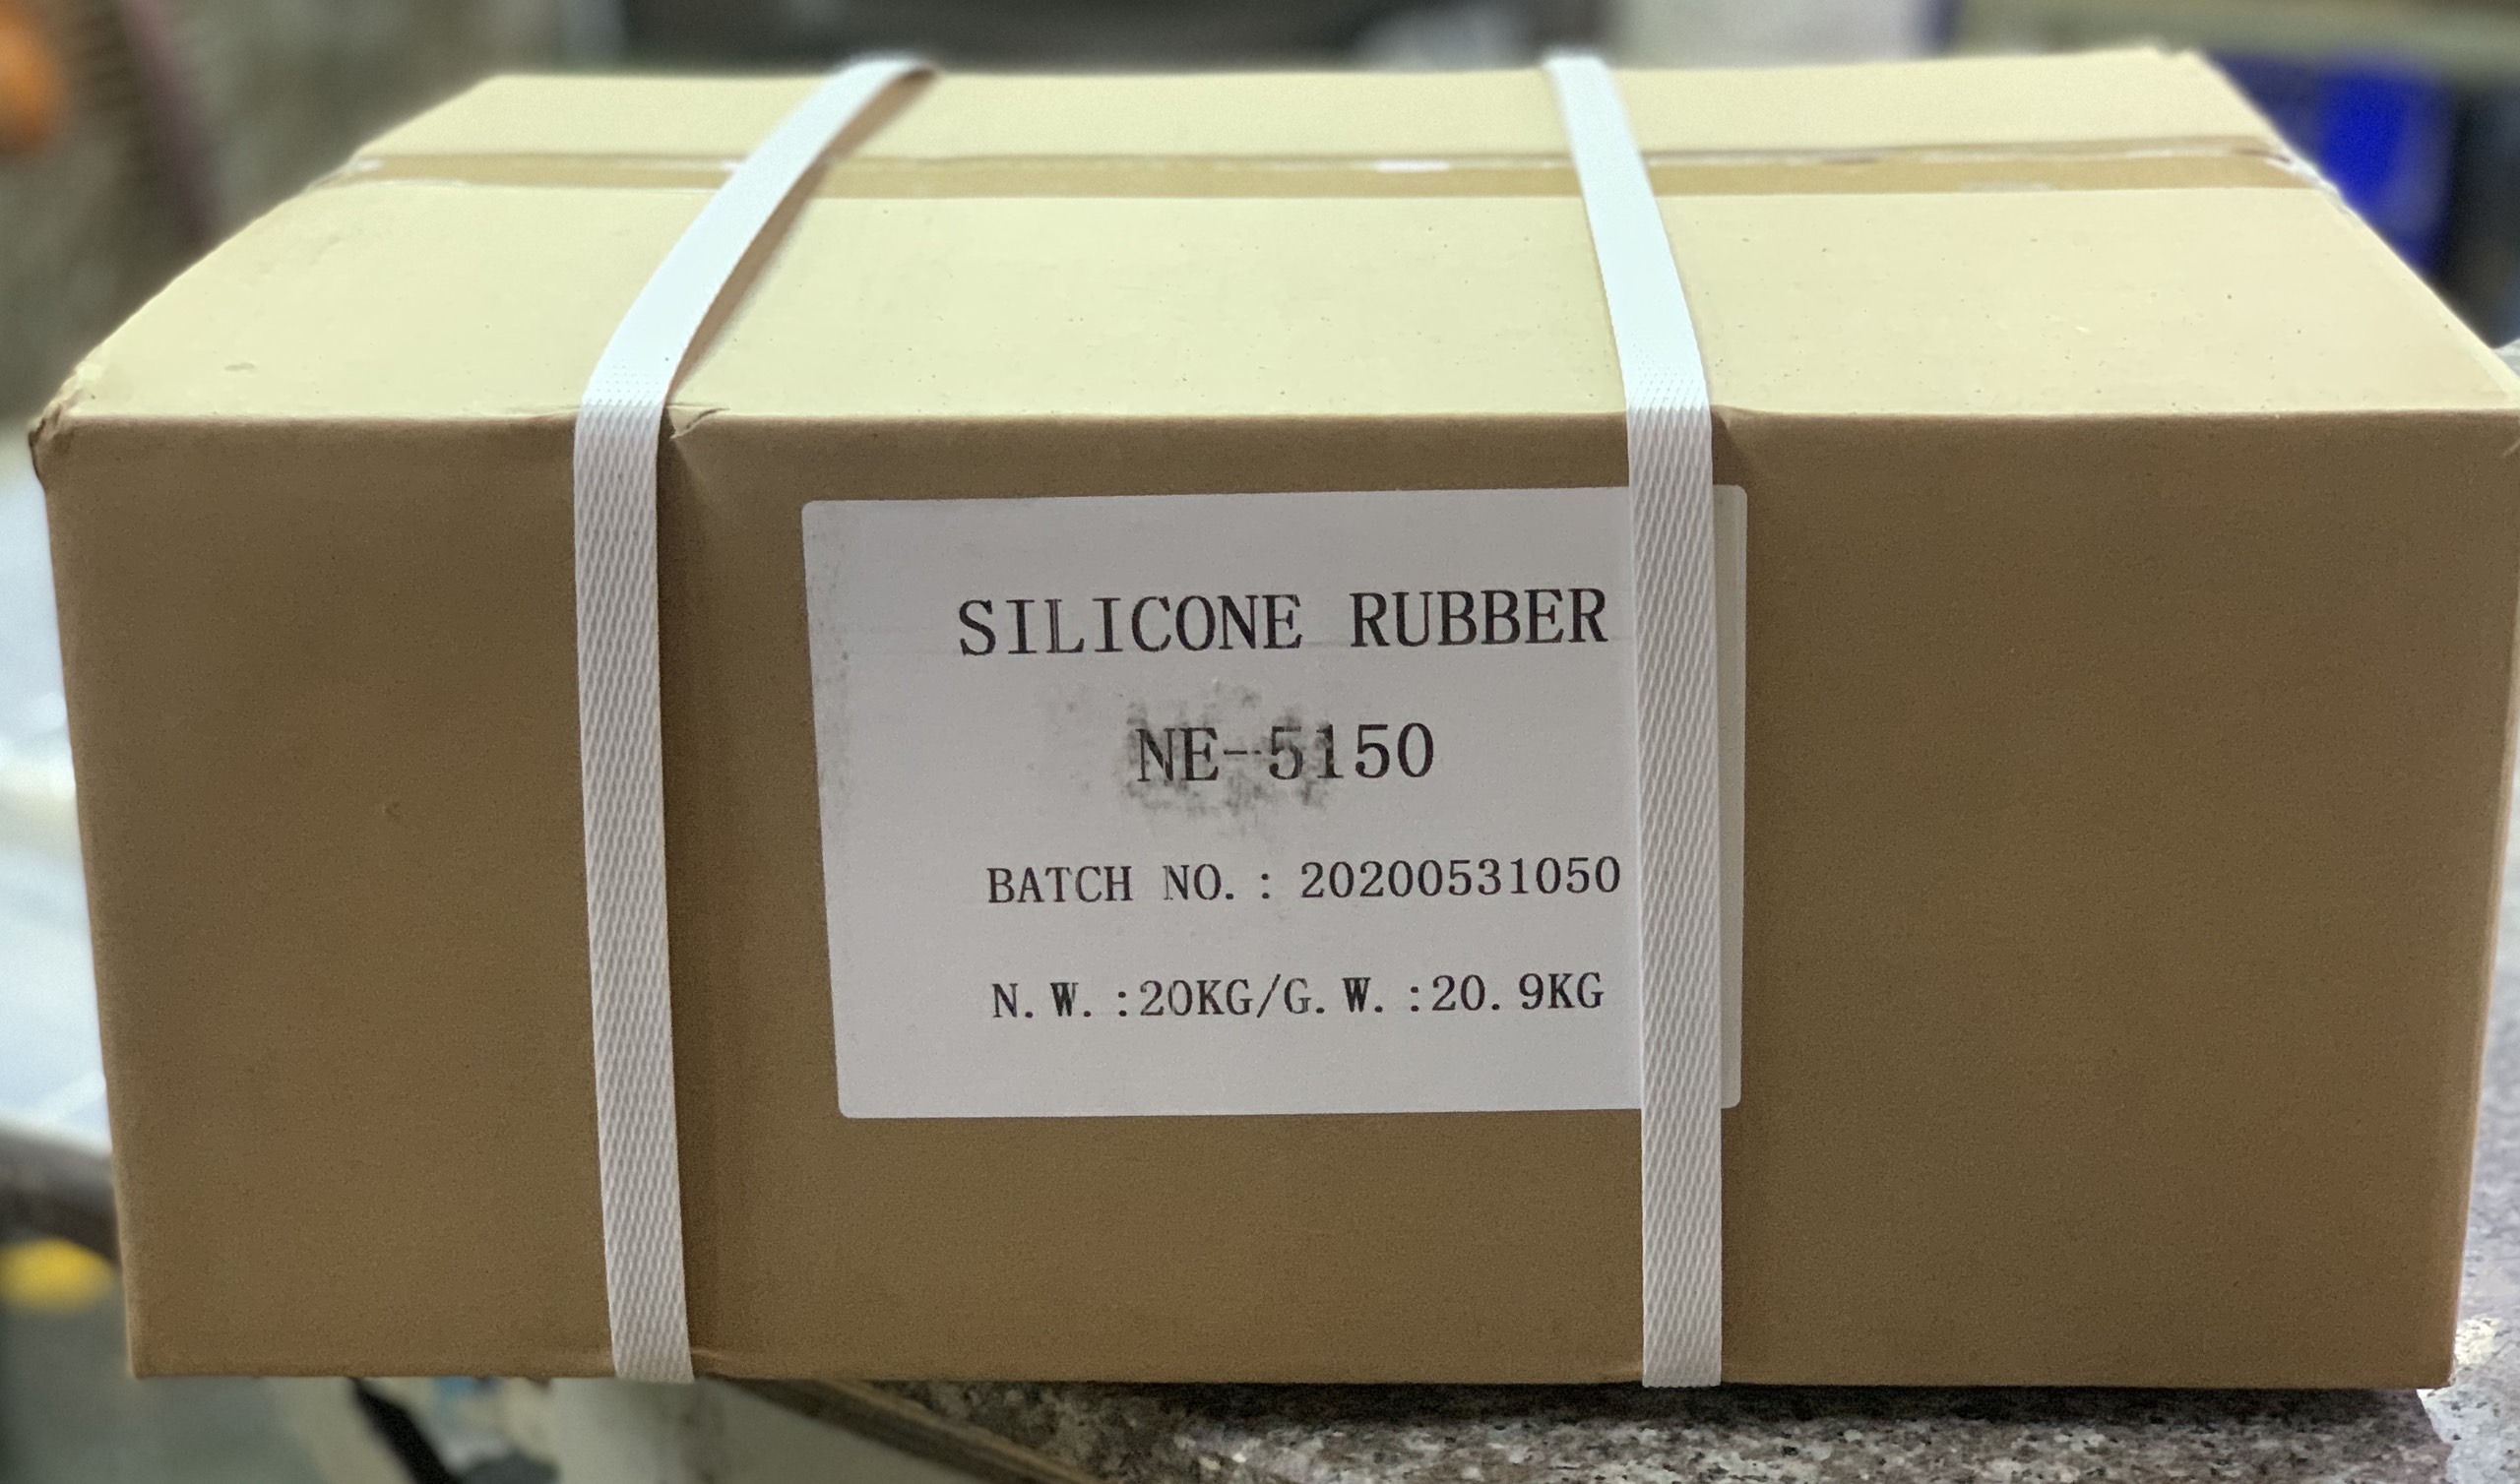 SILICONE RUBBER
NE-5150
BATCH NO.: 20200531050
N.W.:20KG/G.W.:20.9KG